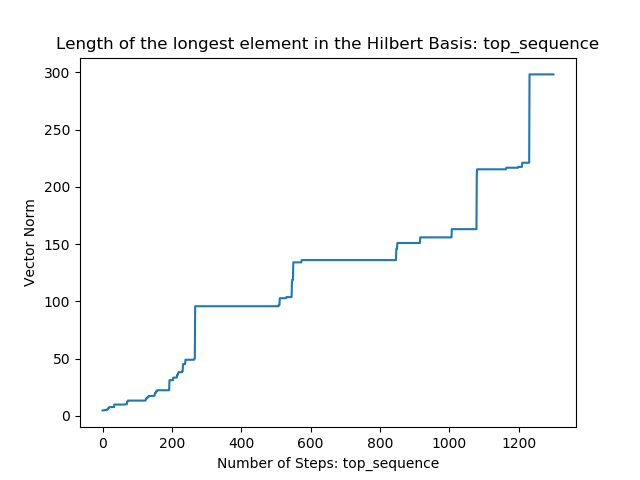 Length of the longest element in the Hilbert Basis: top_sequence
300
250
200
150
100
50
0
Vector Norm
0 200 400 600 800 1000 1200
Number of Steps: top_sequence